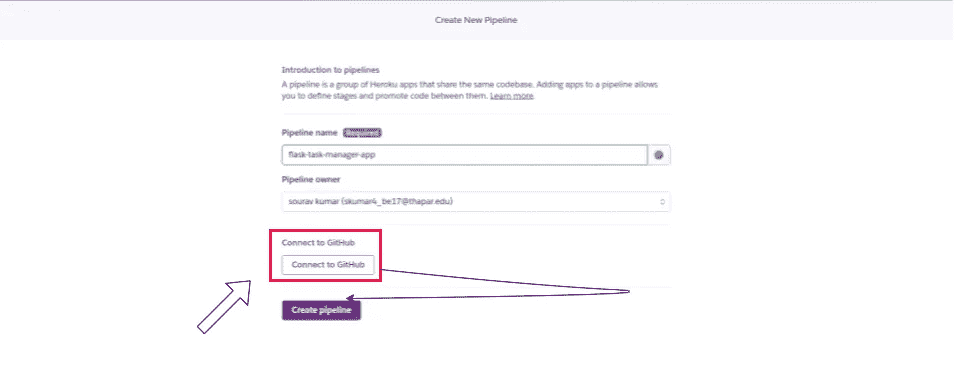 Create New Pipeline
Introduction to pipelines
A pipeline is a group of Heroku apps that share the same codebase. Adding apps to a pipeline allows
you to define stages and promote code between them. Learn more.
Pipeline name
flask-task-manager-app
Pipeline owner
sourav kumar (skumar4_be17@thapar.edu)
Connect to GitHub
Connect to GitHub
Create pipeline